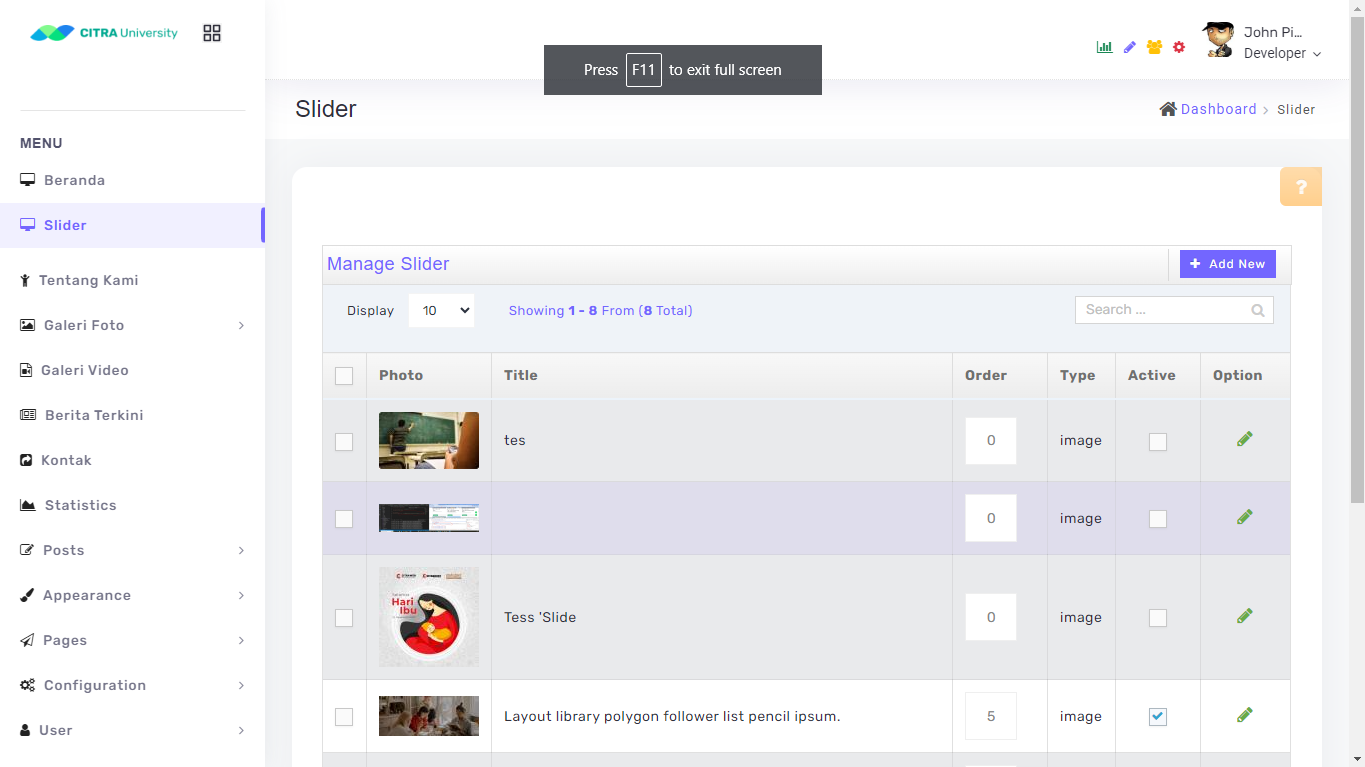 CITRA University
John Pi...
Developer
Press F11 to exit full screen
Slider
Dashboard > Slider
MENU
Beranda
Slider
Tentang Kami
Galeri Foto
Galeri Video
Berita Terkini
Kontak
Statistics
Posts
Appearance
Pages
Configuration
User
?
Manage Slider
+ Add New
Display 10 Showing 1 - 8 From (8 Total) Search ...
Photo Title Order Type Active Option
tes 0 image
0 image
Hari
Ibu
Tess 'Slide 0 image
Layout library polygon follower list pencil ipsum. 5 image